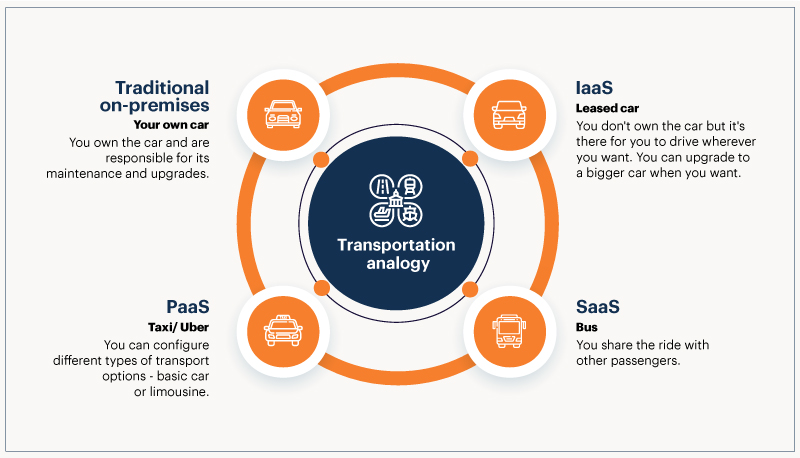 Traditional
on-premises
Your own car
You own the car and are
responsible for its
maintenance and upgrades.
IaaS
Leased car
You don't own the car but it's
there for you to drive wherever
you want. You can upgrade to
a bigger car when you want.
Transportation
analogy
PaaS
Taxi/ Uber
You can configure
different types of transport
options - basic car
or limousine.
SaaS
Bus
You share the ride with
other passengers.